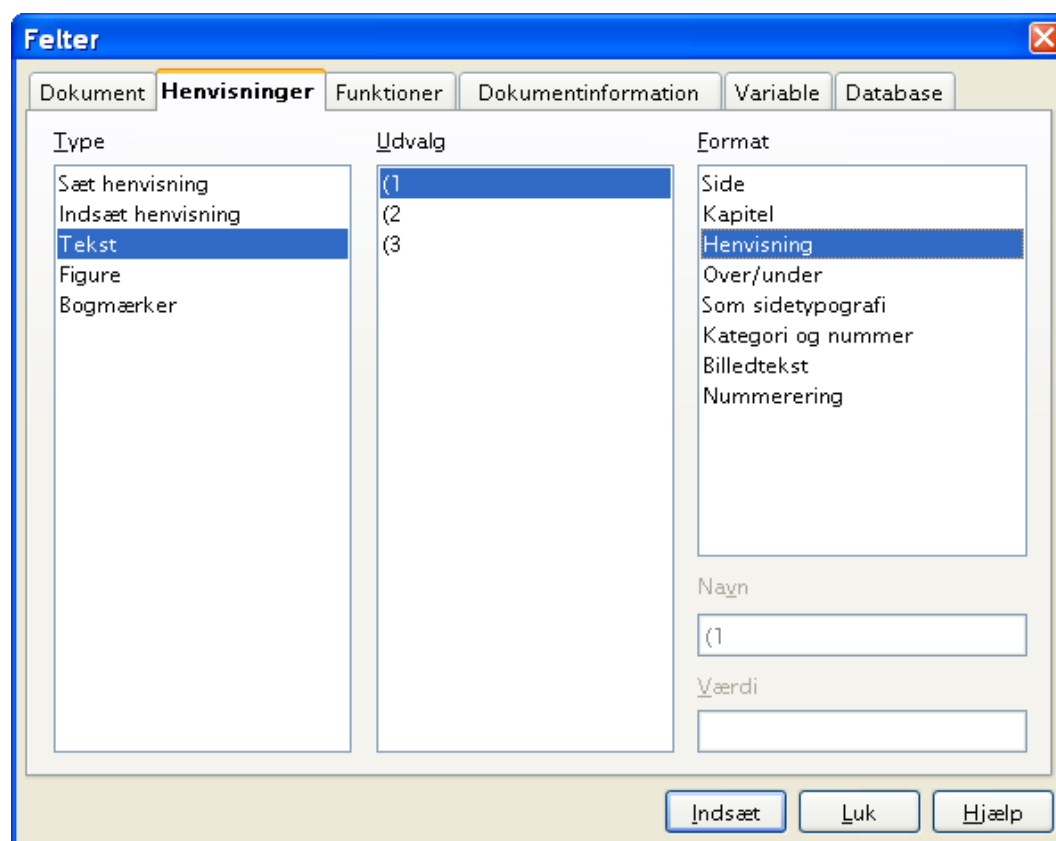 Felter
Dokument Henvisninger Funktioner Dokumentinformation Variable Database
Type
Sæt henvisning
Indsæt henvisning
Tekst
Figure
Bogmærker
Udvalg
(1
(2
(3
Format
Side
Kapitel
Henvisning
Over/under
Som sidetypografi
Kategori og nummer
Billedtekst
Nummerering
Navn
(1
Værdi
Indsæt Luk Hjælp